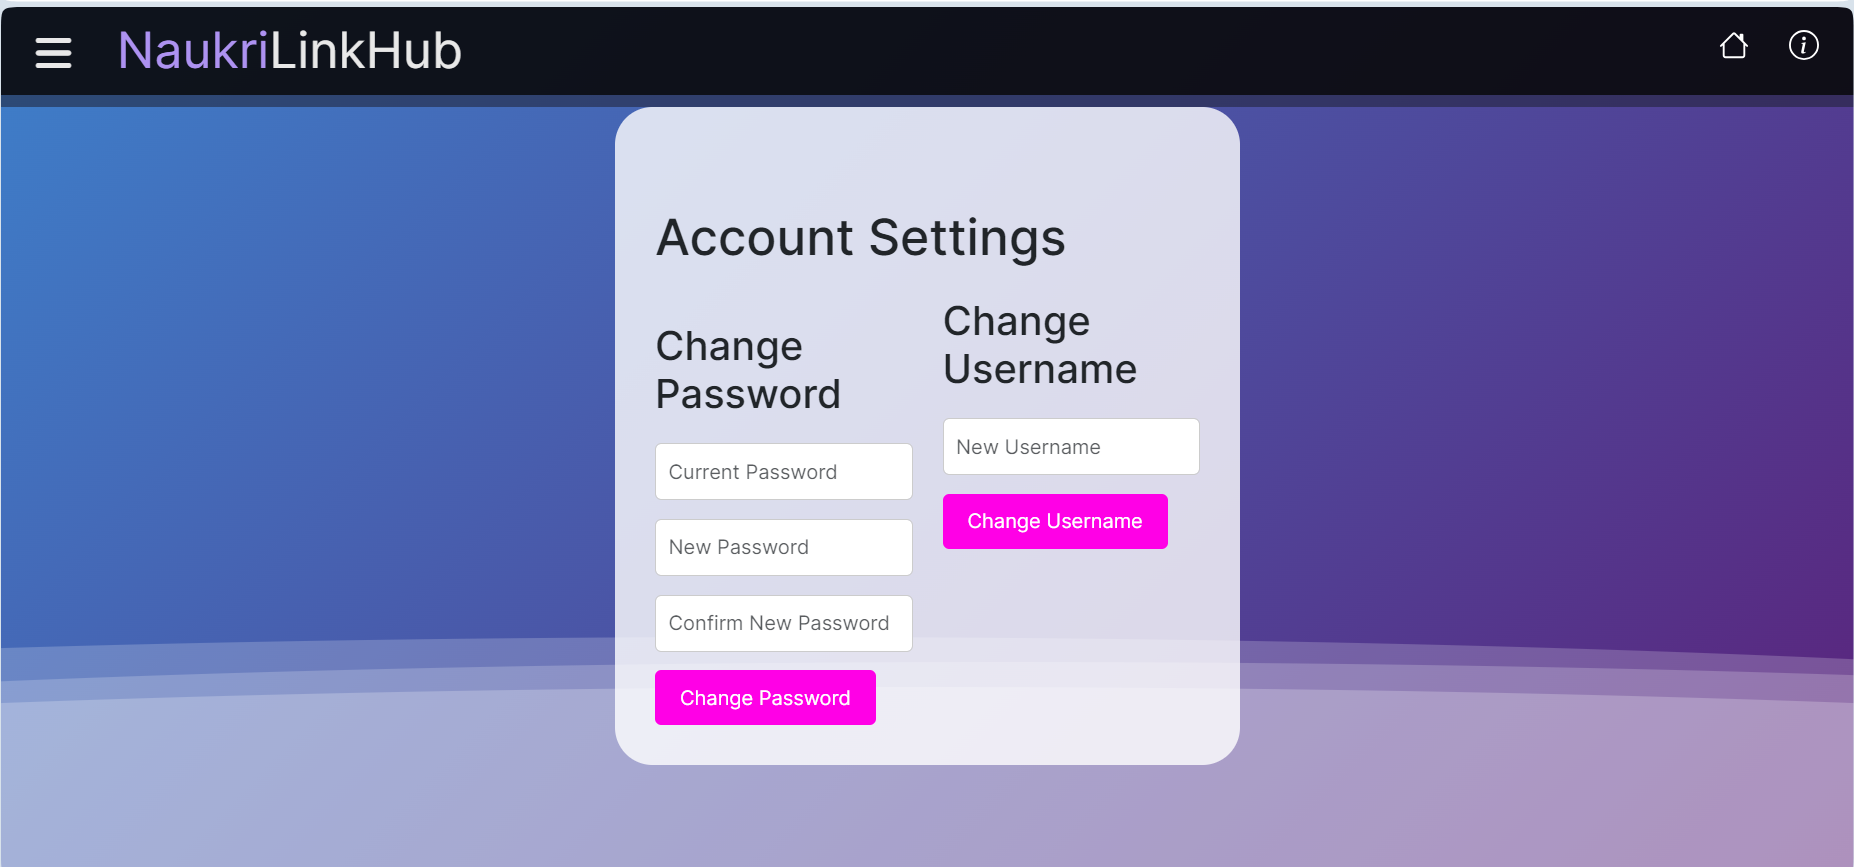 NaukriLinkHub
Account Settings
Change
Password
Current Password
New Password
Confirm New Password
Change Password
Change
Username
New Username
Change Username